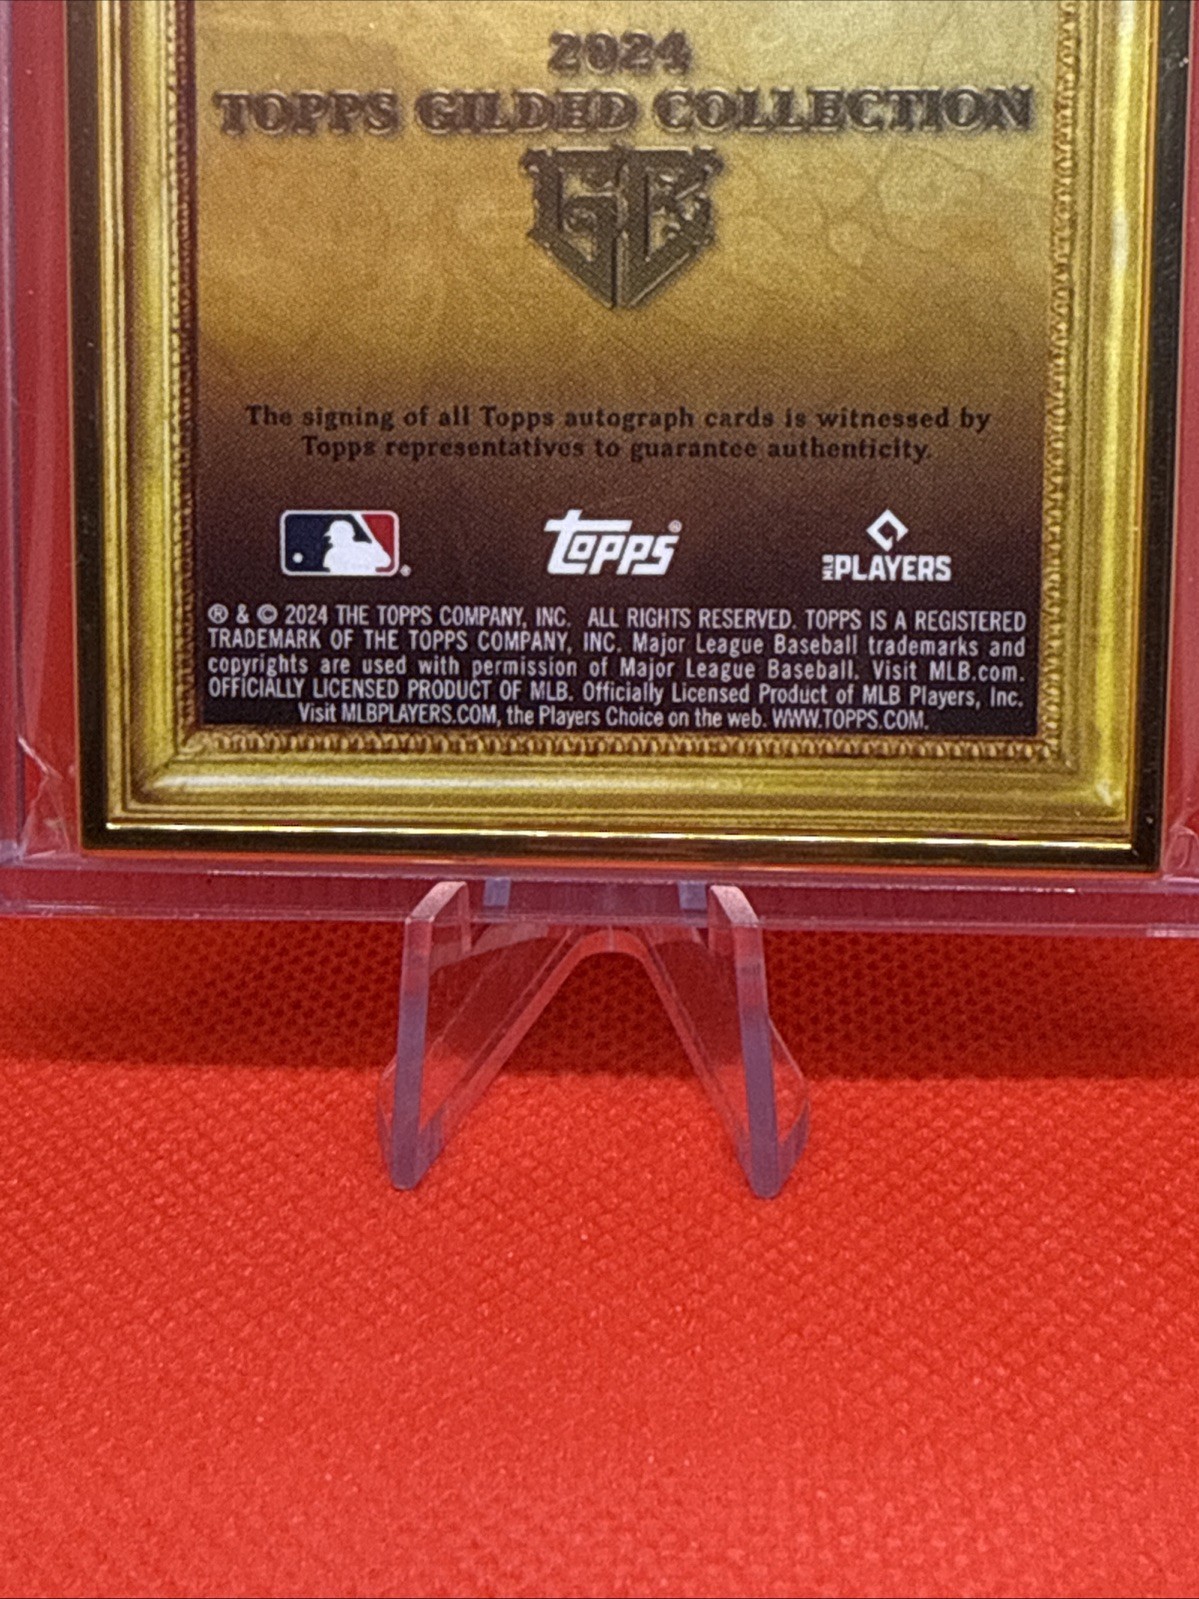 2024
TOPPS GILDED COLLECTION
GC
The signing of all Topps autograph cards is witnessed by
Topps representatives to guarantee authenticity.
Topps®
MLB PLAYERS
® & © 2024 THE TOPPS COMPANY, INC. ALL RIGHTS RESERVED. TOPPS IS A REGISTERED
TRADEMARK OF THE TOPPS COMPANY, INC. Major League Baseball trademarks and
copyrights are used with permission of Major League Baseball. Visit MLB.com.
OFFICIALLY LICENSED PRODUCT OF MLB. Officially Licensed Product of MLB Players, Inc.
Visit MLBPLAYERS.COM, the Players Choice on the web. WWW.TOPPS.COM.